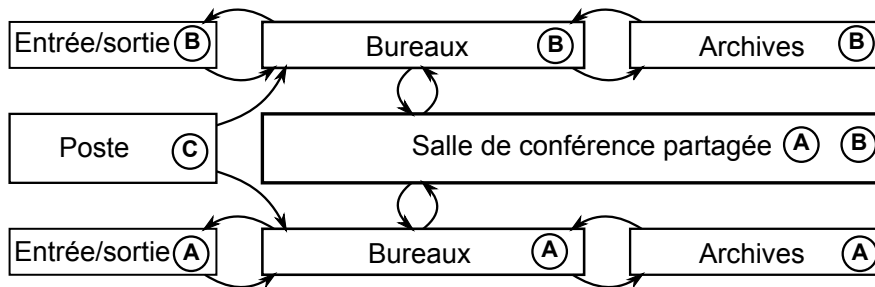 Entrée/sortie B Bureaux B Archives B
Poste C Salle de conférence partagée A B
Entrée/sortie A Bureaux A Archives A